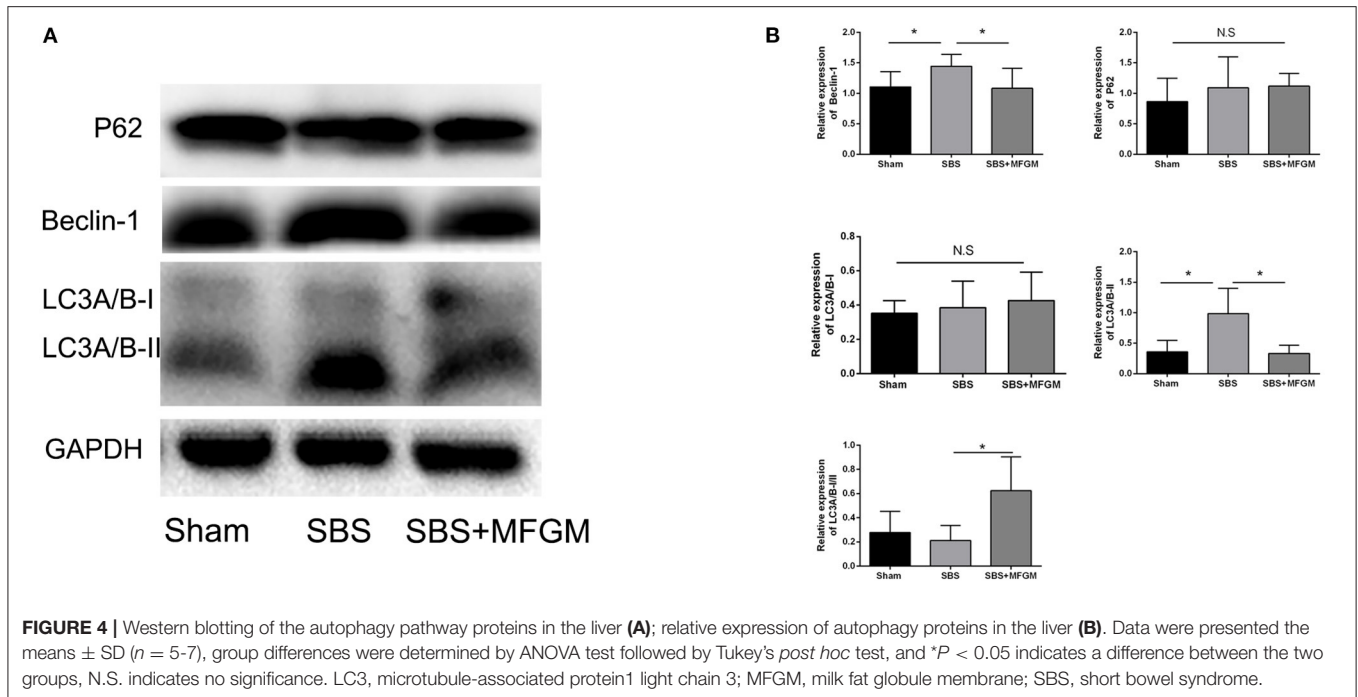 A
P62
Beclin-1
LC3A/B-I
LC3A/B-II
GAPDH
Sham SBS SBS+MFGM
B
Relative expression
of Beclin-1
2.0
1.5
1.0
0.5
0.0
* *
Sham SBS SBS+MFGM
Relative expression
of P62
2.0
1.5
1.0
0.5
0.0
N.S
Sham SBS SBS+MFGM
Relative expression
of LC3A/B-I
0.8
0.6
0.4
0.2
0.0
N.S
Sham SBS SBS+MFGM
Relative expression
of LC3A/B-II
2.0
1.5
1.0
0.5
0.0
* *
Sham SBS SBS+MFGM
Relative expression
of LC3A/B-I/II
1.0
0.8
0.6
0.4
0.2
0.0
*
Sham SBS SBS+MFGM
FIGURE 4 | Western blotting of the autophagy pathway proteins in the liver (A); relative expression of autophagy proteins in the liver (B). Data were presented the
means ± SD (n = 5-7), group differences were determined by ANOVA test followed by Tukey's post hoc test, and *P < 0.05 indicates a difference between the two
groups, N.S. indicates no significance. LC3, microtubule-associated protein1 light chain 3; MFGM, milk fat globule membrane; SBS, short bowel syndrome.